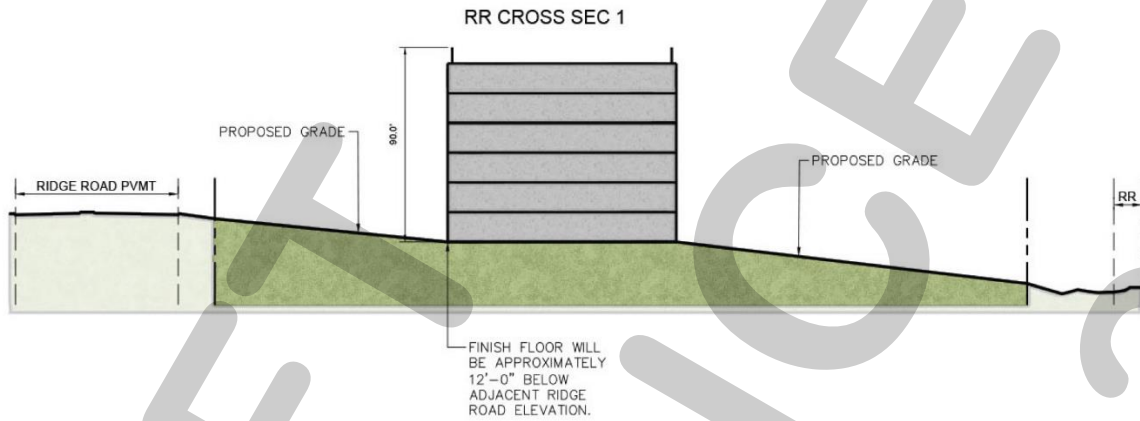 RR CROSS SEC 1
90.0'
PROPOSED GRADE
PROPOSED GRADE
RIDGE ROAD PVMT
RR
FINISH FLOOR WILL
BE APPROXIMATELY
12'-0" BELOW
ADJACENT RIDGE
ROAD ELEVATION.